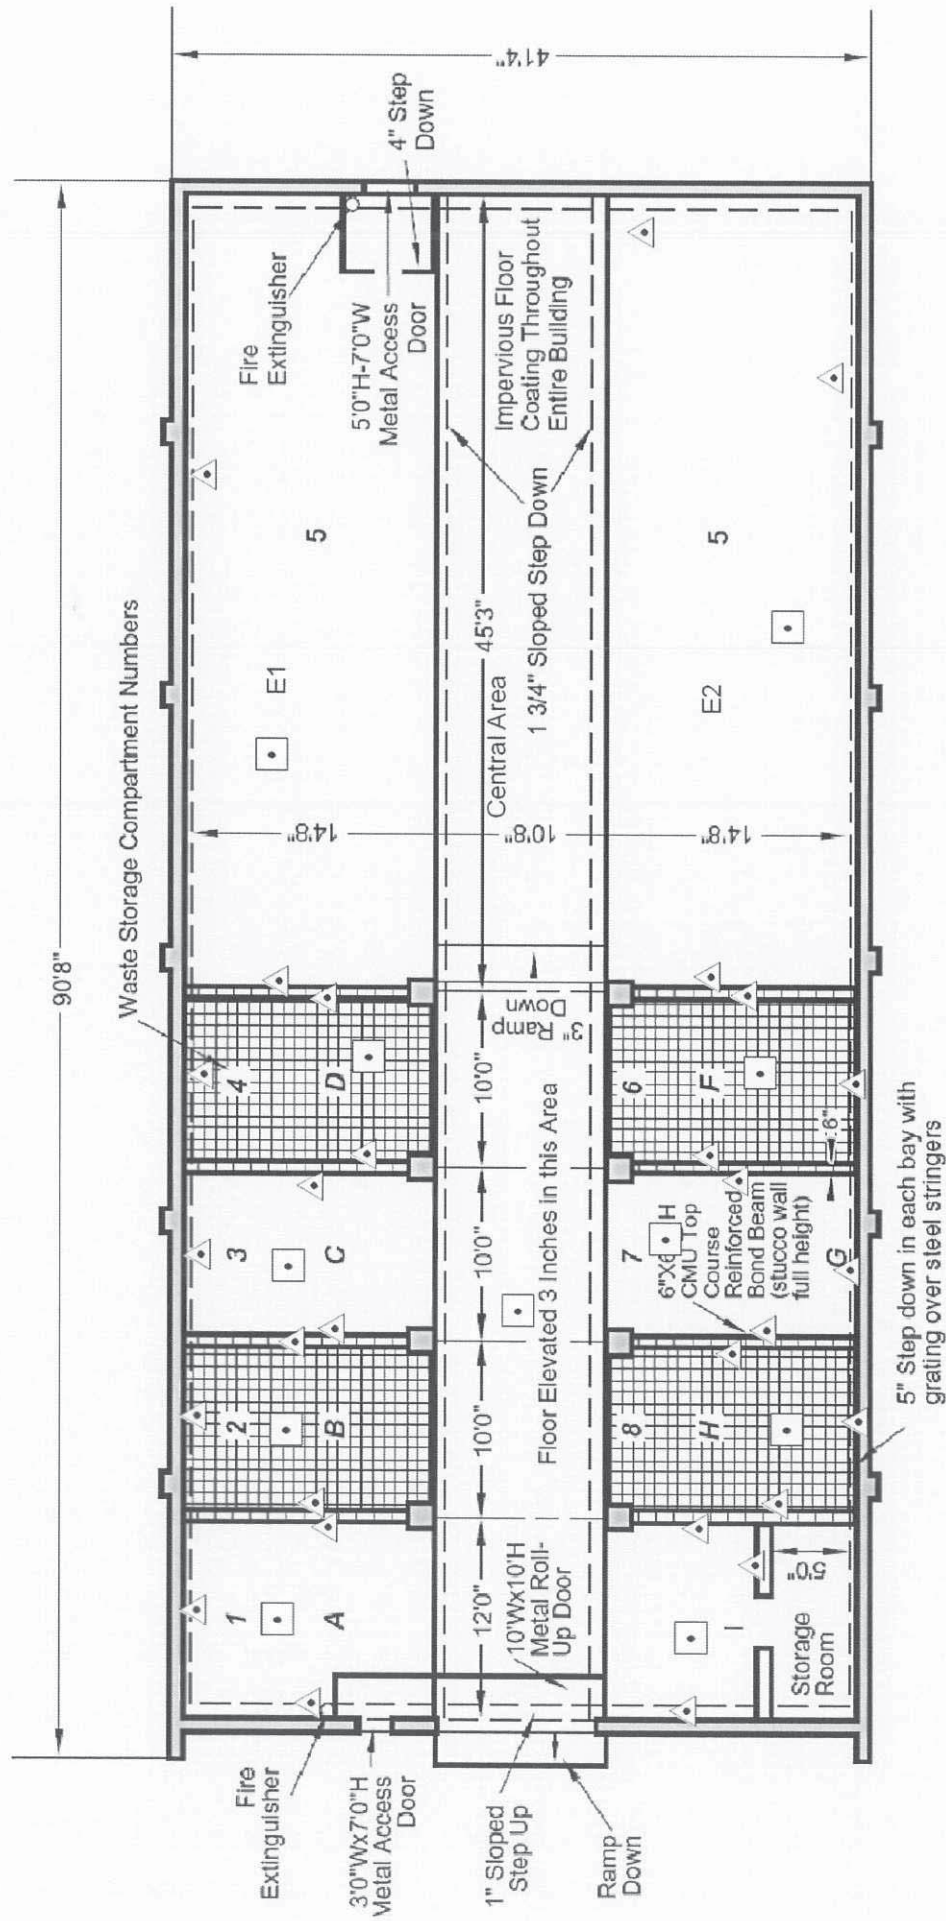 90'8"
41'4"
Waste Storage Compartment Numbers
Fire
Extinguisher
3'0"Wx7'0"H
Metal Access
Door
1" Sloped
Step Up
Ramp
Down
1
A
2
B
3
C
4
D
E1
5
Fire
Extinguisher
5'0"H-7'0"W
Metal Access
Door
4" Step
Down
12'0"
10'0"
10'0"
10'0"
45'3"
10'Wx10'H
Metal Roll-
Up Door
Floor Elevated 3 Inches in this Area
3" Ramp
Down
Central Area
1 3/4" Sloped Step Down
Impervious Floor
Coating Throughout
Entire Building
14'8"
10'8"
14'8"
I
Storage
Room
5'0"
8
H
7
6"X6 H
CMU Top
Course
Reinforced
Bond Beam
(stucco wall
full height)
G
6
F
6"
E2
5
5" Step down in each bay with
grating over steel stringers